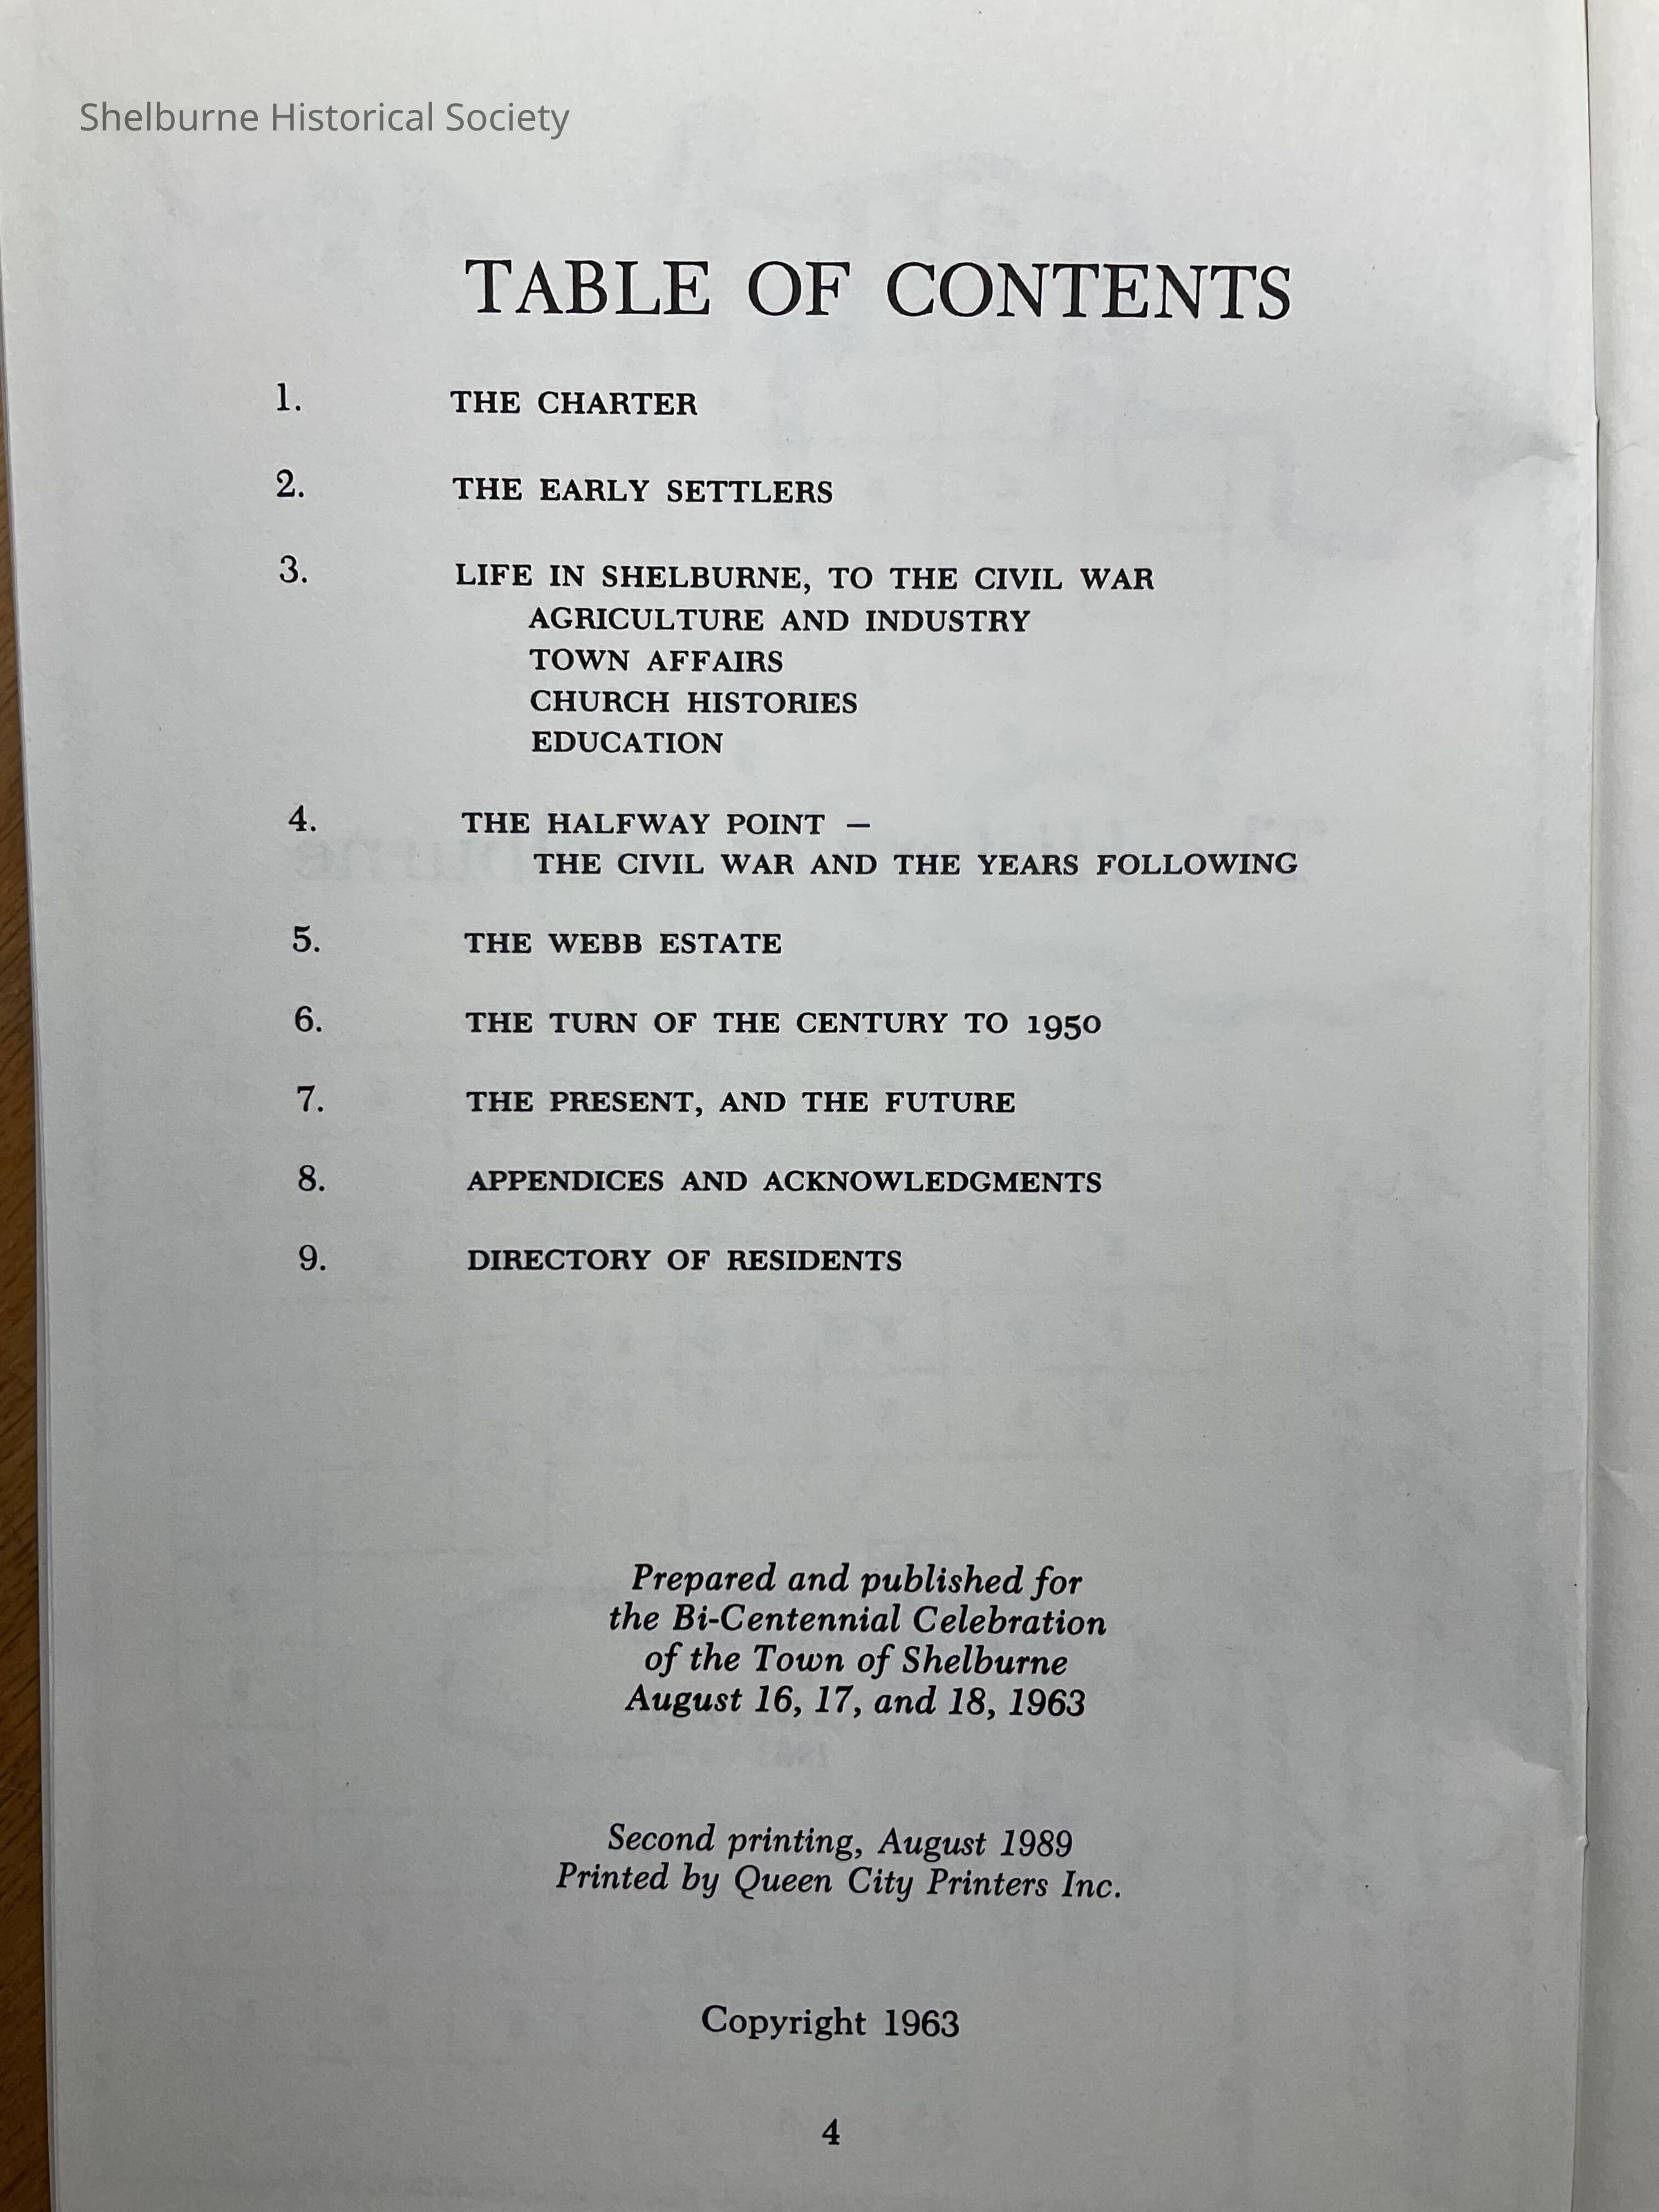 Shelburne Historical Society
TABLE OF CONTENTS
1. THE CHARTER
2. THE EARLY SETTLERS
3. LIFE IN SHELBURNE, TO THE CIVIL WAR
AGRICULTURE AND INDUSTRY
TOWN AFFAIRS
CHURCH HISTORIES
EDUCATION
4. THE HALFWAY POINT —
THE CIVIL WAR AND THE YEARS FOLLOWING
5. THE WEBB ESTATE
6. THE TURN OF THE CENTURY TO 1950
7. THE PRESENT, AND THE FUTURE
8. APPENDICES AND ACKNOWLEDGMENTS
9. DIRECTORY OF RESIDENTS
Prepared and published for
the Bi-Centennial Celebration
of the Town of Shelburne
August 16, 17, and 18, 1963
Second printing, August 1989
Printed by Queen City Printers Inc.
Copyright 1963
4